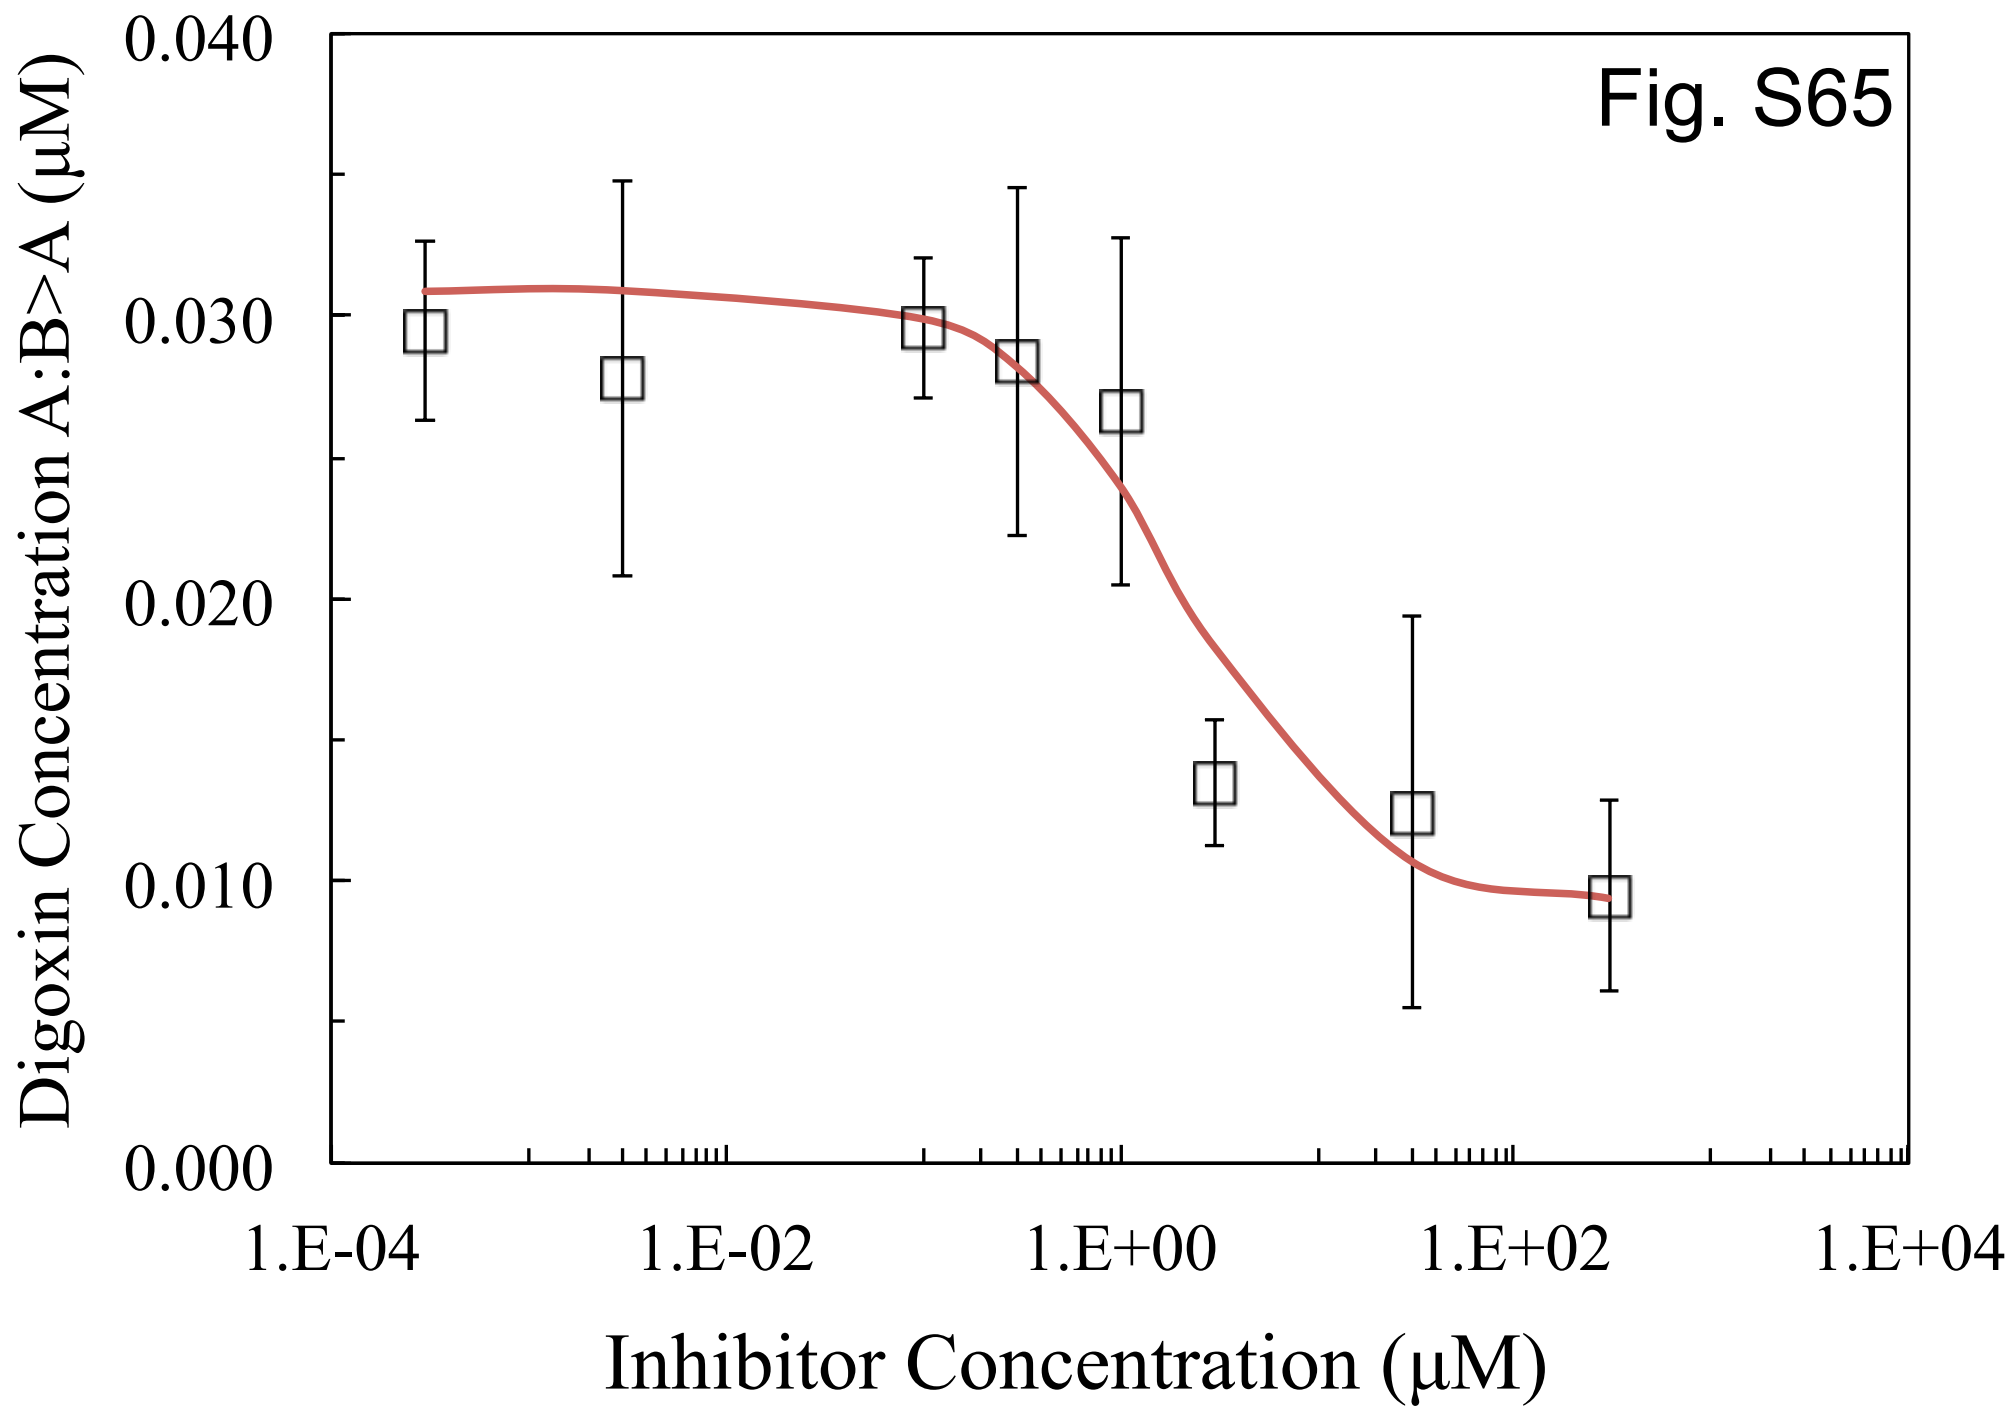 Fig. S65
Digoxin Concentration A:B>A (μM)
0.040
0.030
0.020
0.010
0.000
1.E-04 1.E-02 1.E+00 1.E+02 1.E+04
Inhibitor Concentration (μM)